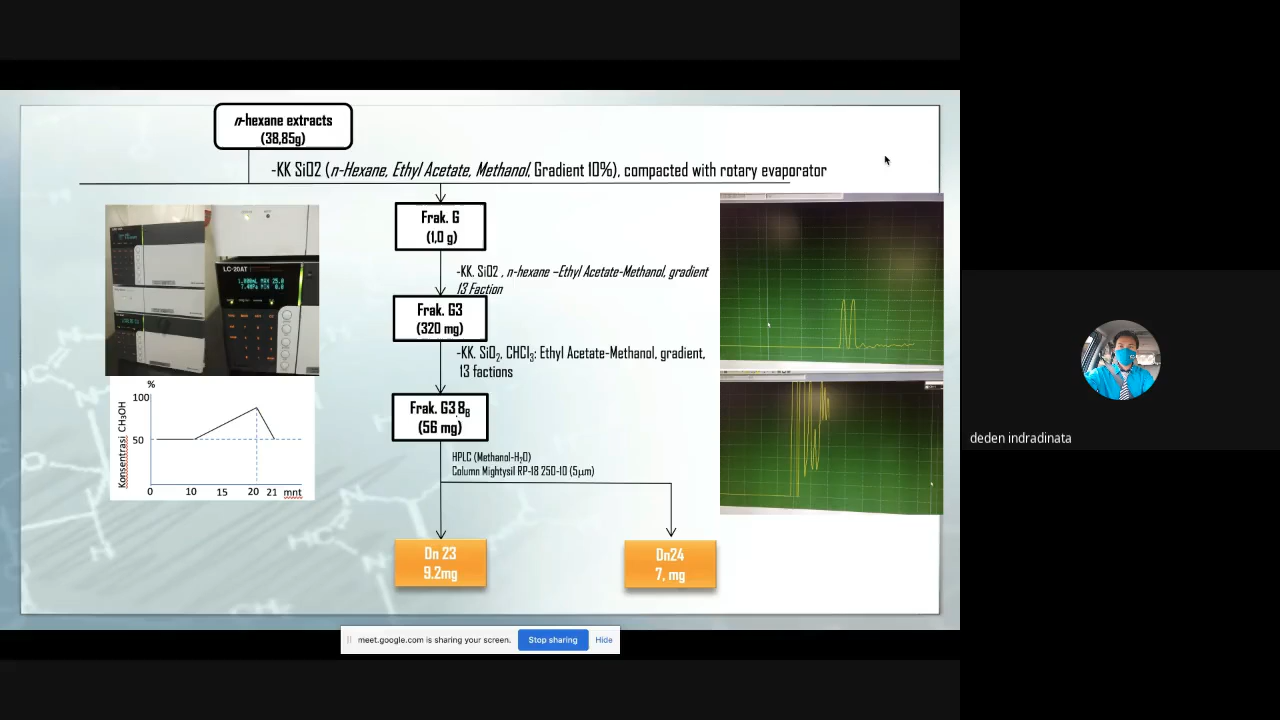 n-hexane extracts
(38,85g)
-KK SiO2 (n-Hexane, Ethyl Acetate, Methanol, Gradient 10%), compacted with rotary evaporator
Frak. G
(1,0 g)
-KK. SiO2 , n-hexane –Ethyl Acetate-Methanol, gradient
13 Faction
Frak. G3
(320 mg)
-KK. SiO₂, CHCl₃: Ethyl Acetate-Methanol, gradient,
13 factions
Frak. G3 8B
(56 mg)
HPLC (Methanol-H₂O)
Column Mightysil RP-18 250-10 (5µm)
Dn 23
9.2mg
Dn24
7, mg
LC-20AT
%
100
50
Konsentrasi CH₃OH
0 10 15 20 21 mnt
deden indradinata
meet.google.com is sharing your screen. Stop sharing Hide